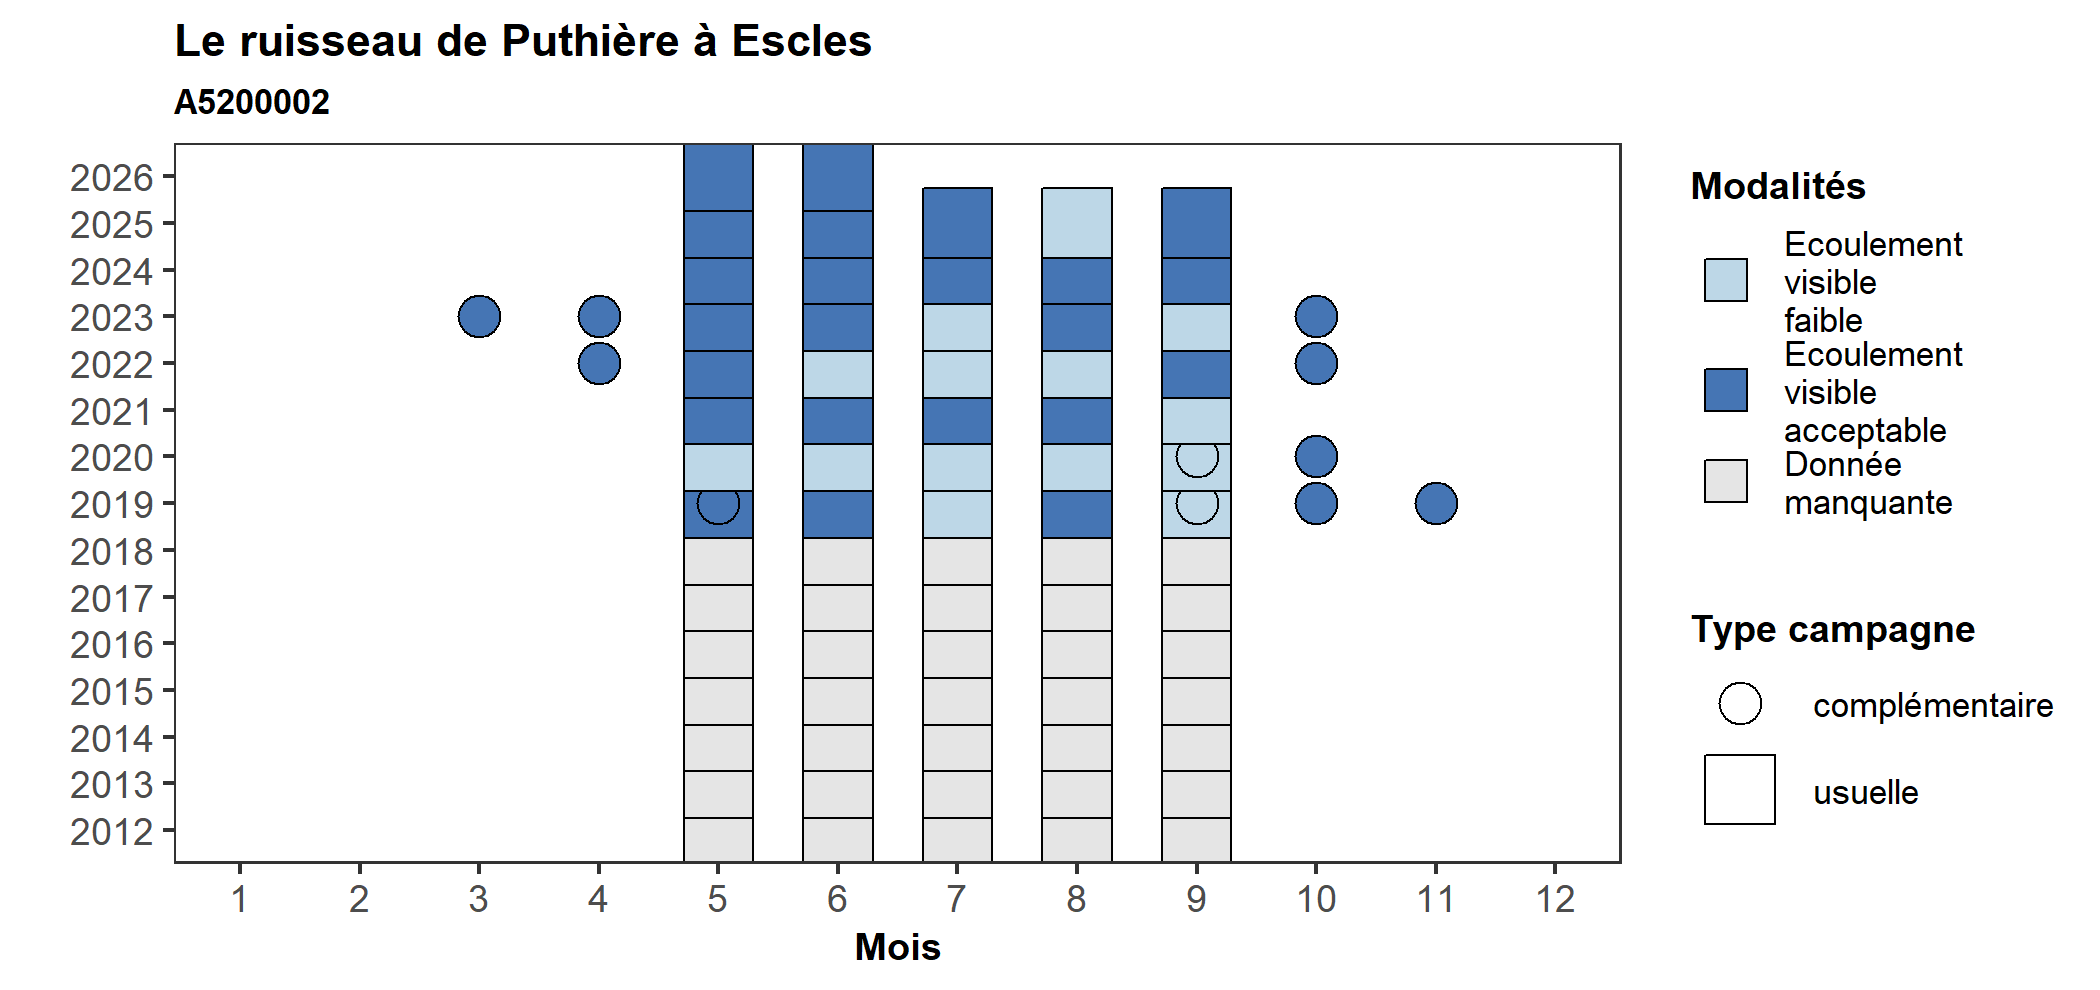 Le ruisseau de Puthière à Escles
A5200002
2026
2025
2024
2023
2022
2021
2020
2019
2018
2017
2016
2015
2014
2013
2012
1 2 3 4 5 6 7 8 9 10 11 12
Mois
Modalités
Ecoulement
visible
faible
Ecoulement
visible
acceptable
Donnée
manquante
Type campagne
complémentaire
usuelle